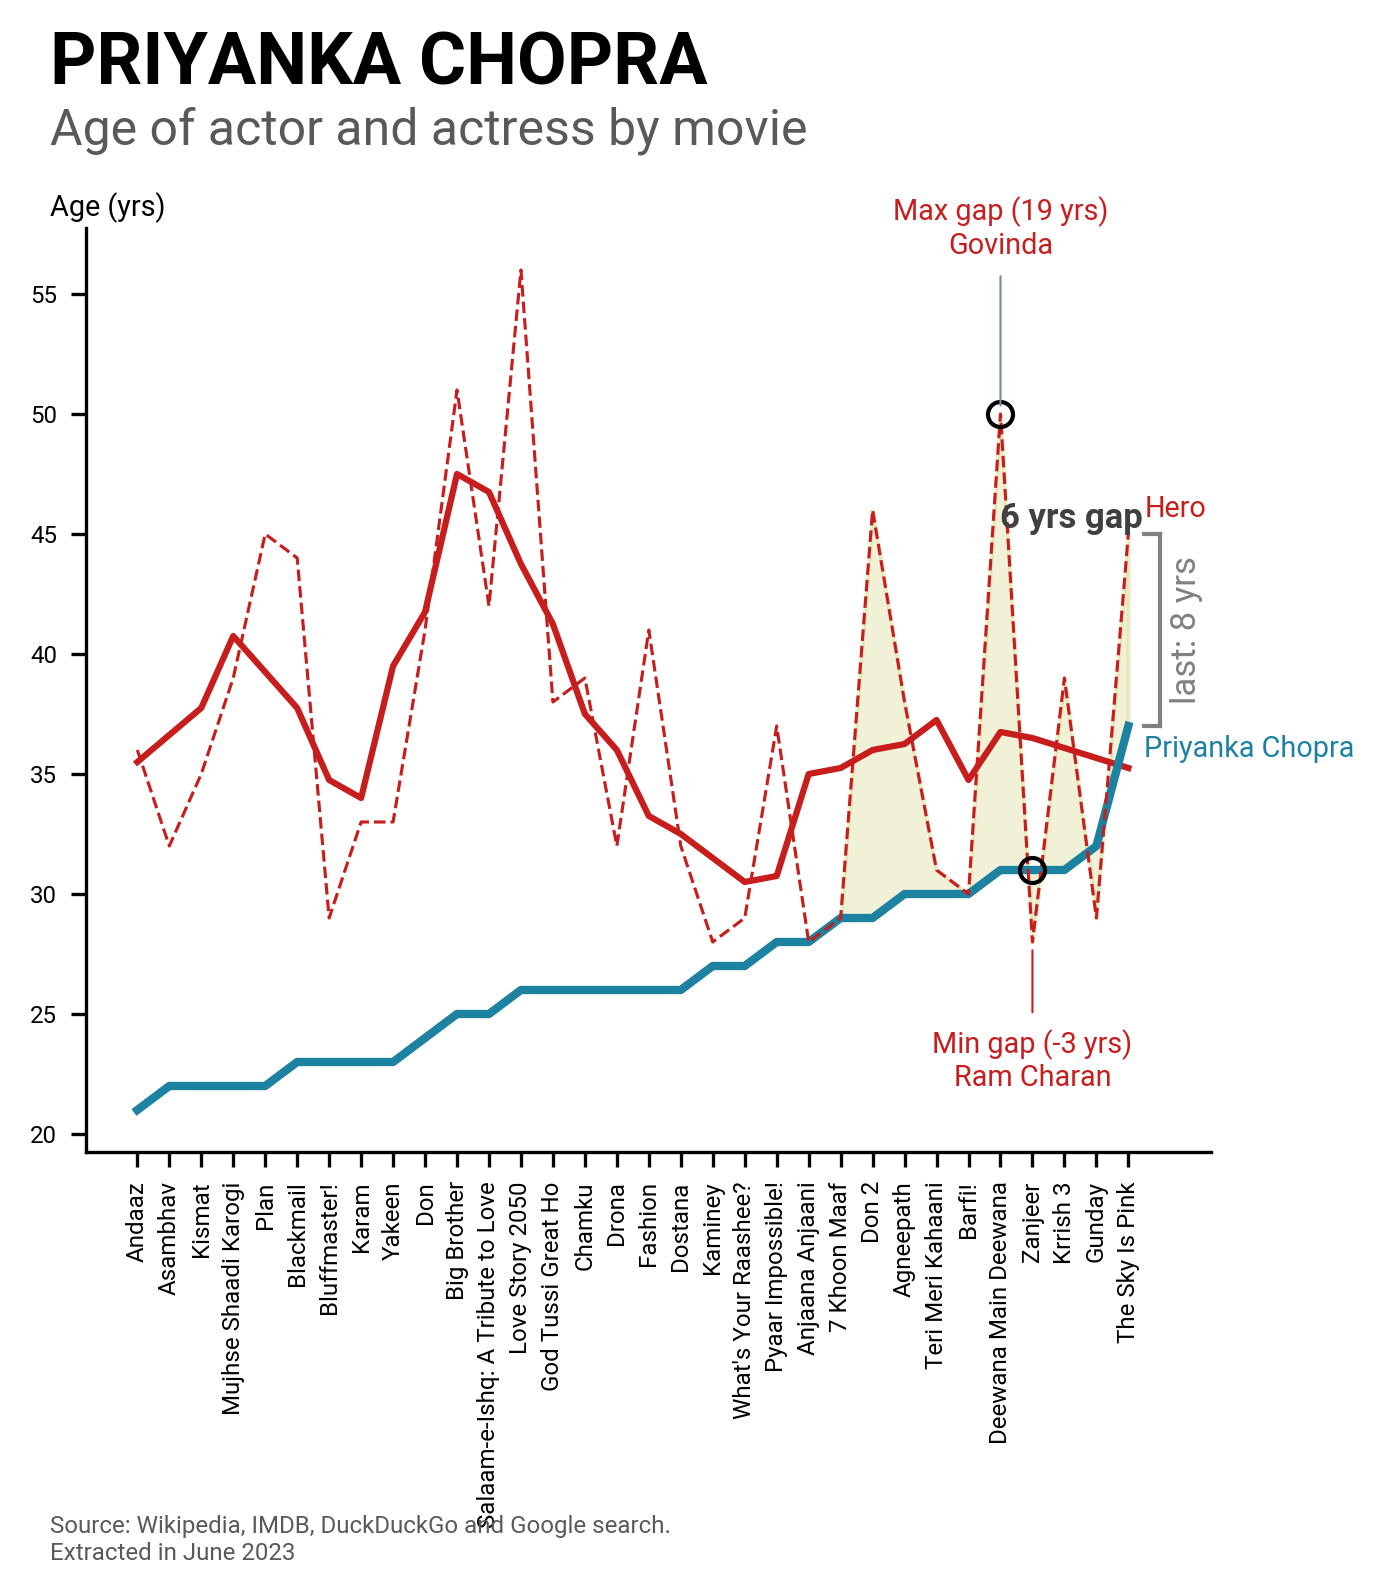 PRIYANKA CHOPRA
Age of actor and actress by movie
Age (yrs)
Max gap (19 yrs)
Govinda
55
50
45
40
35
30
25
20
6 yrs gap
Hero
last: 8 yrs
Priyanka Chopra
Min gap (-3 yrs)
Ram Charan
Andaaz
Asambhav
Kismat
Mujhse Shaadi Karogi
Plan
Blackmail
Bluffmaster!
Karam
Yakeen
Don
Big Brother
Salaam-e-Ishq: A Tribute to Love
Love Story 2050
God Tussi Great Ho
Chamku
Drona
Fashion
Dostana
Kaminey
What's Your Raashee?
Pyaar Impossible!
Anjaana Anjaani
7 Khoon Maaf
Don 2
Agneepath
Teri Meri Kahaani
Barfi!
Deewana Main Deewana
Zanjeer
Krrish 3
Gunday
The Sky Is Pink
Source: Wikipedia, IMDB, DuckDuckGo and Google search.
Extracted in June 2023